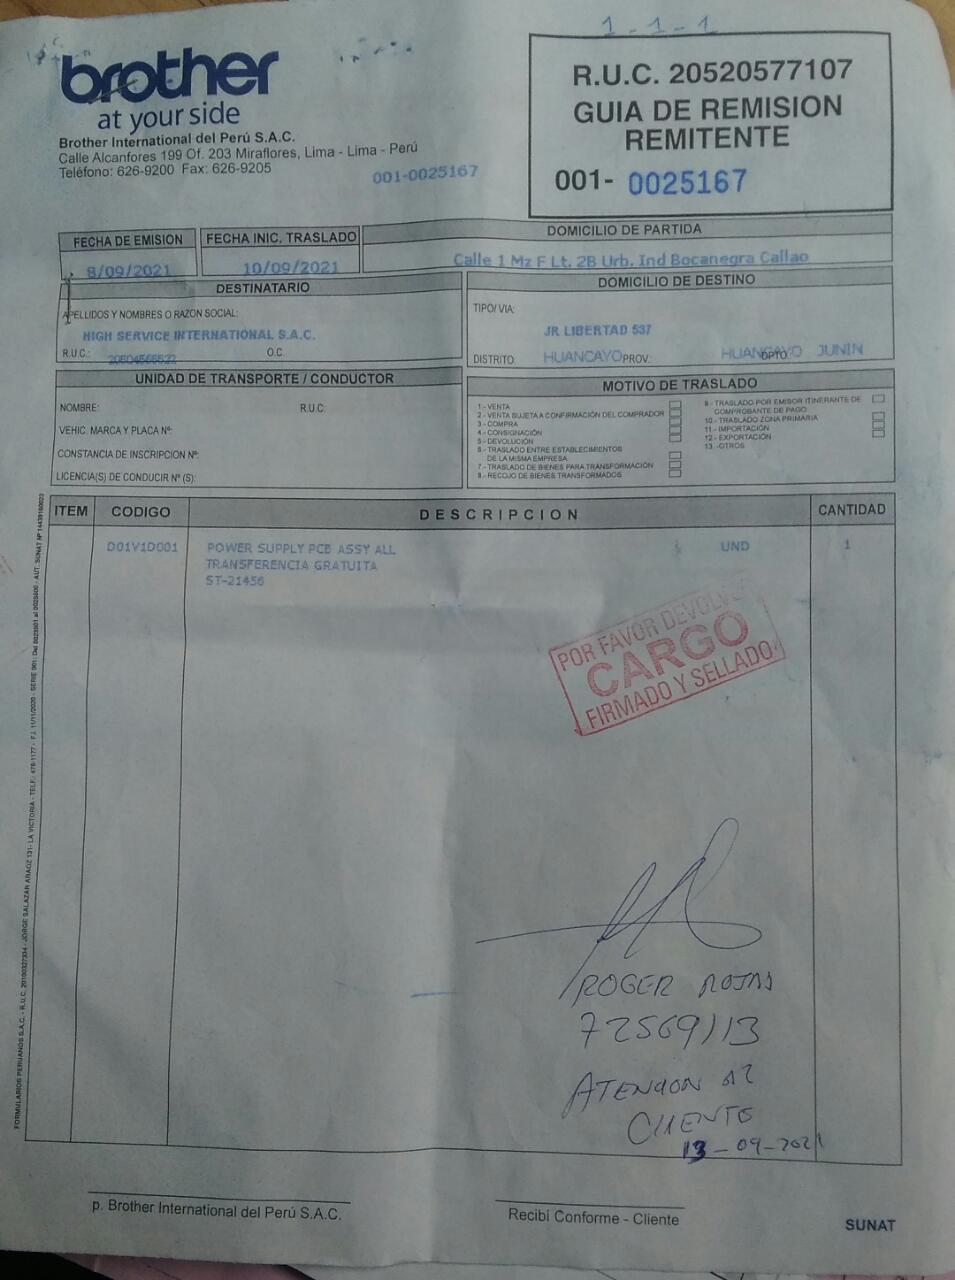 1-1-1
brother
at your side
Brother International del Perú S.A.C.
Calle Alcanfores 199 Of. 203 Miraflores, Lima - Lima - Perú
Teléfono: 626-9200 Fax: 626-9205
001-0025167
R.U.C. 20520577107
GUIA DE REMISION
REMITENTE
001- 0025167
FECHA DE EMISION
8/09/2021
FECHA INIC. TRASLADO
10/09/2021
DOMICILIO DE PARTIDA
Calle 1 Mz F Lt. 2B Urb. Ind Bocanegra Callao
DESTINATARIO
APELLIDOS Y NOMBRES O RAZON SOCIAL:
HIGH SERVICE INTERNATIONAL S.A.C.
R.U.C.: O.C.
DOMICILIO DE DESTINO
TIPO/VIA:
JR LIBERTAD 537
DISTRITO. HUANCAYO PROV: HUANCAYO DPTO: JUNIN
UNIDAD DE TRANSPORTE / CONDUCTOR
NOMBRE: R.U.C:
VEHIC. MARCA Y PLACA Nº:
CONSTANCIA DE INSCRIPCION Nº:
LICENCIA(S) DE CONDUCIR Nº (S):
MOTIVO DE TRASLADO
1 - VENTA
2 - VENTA SUJETA A CONFIRMACIÓN DEL COMPRADOR
3 - COMPRA
4 - CONSIGNACIÓN
5 - DEVOLUCIÓN
6 - TRASLADO ENTRE ESTABLECIMIENTOS
DE LA MISMA EMPRESA
7 - TRASLADO DE BIENES PARA TRANSFORMACIÓN
8 - RECOJO DE BIENES TRANSFORMADOS
9 - TRASLADO POR EMISOR ITINERANTE DE
COMPROBANTE DE PAGO
10 - TRASLADO ZONA PRIMARIA
11 - IMPORTACIÓN
12 - EXPORTACIÓN
13 - OTROS
ITEM CODIGO DESCRIPCION CANTIDAD
D01V1D001 POWER SUPPLY PCB ASSY ALL UND 1
TRANSFERENCIA GRATUITA
ST-21456
POR FAVOR DEVOLVER
CARGO
FIRMADO Y SELLADO
ROGER ROJAS
72569113
ATENCION AL
CLIENTE
13-09-2021
p. Brother International del Perú S.A.C.
Recibí Conforme - Cliente
SUNAT